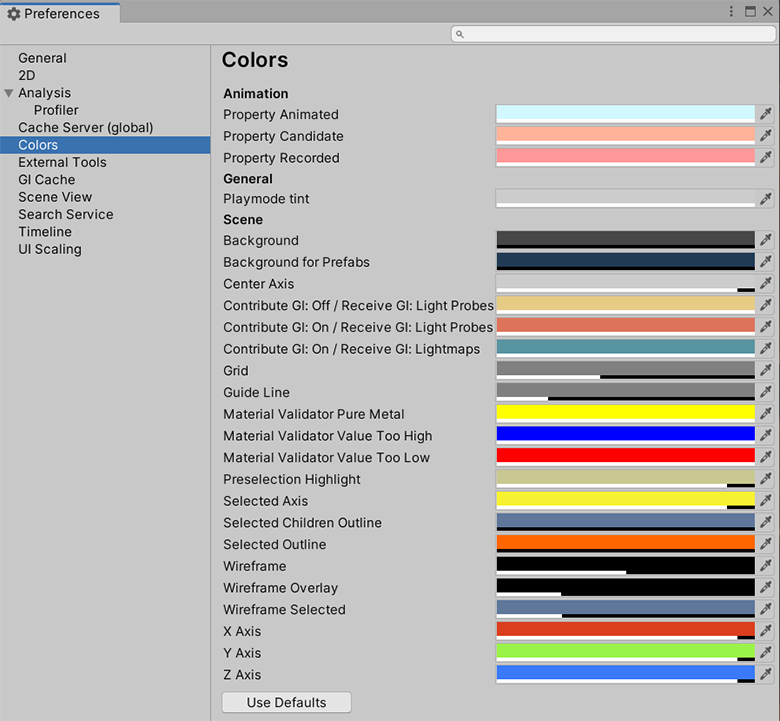 Preferences
General
2D
Analysis
Profiler
Cache Server (global)
Colors
External Tools
GI Cache
Scene View
Search Service
Timeline
UI Scaling
Colors
Animation
Property Animated
Property Candidate
Property Recorded
General
Playmode tint
Scene
Background
Background for Prefabs
Center Axis
Contribute GI: Off / Receive GI: Light Probes
Contribute GI: On / Receive GI: Light Probes
Contribute GI: On / Receive GI: Lightmaps
Grid
Guide Line
Material Validator Pure Metal
Material Validator Value Too High
Material Validator Value Too Low
Preselection Highlight
Selected Axis
Selected Children Outline
Selected Outline
Wireframe
Wireframe Overlay
Wireframe Selected
X Axis
Y Axis
Z Axis
Use Defaults